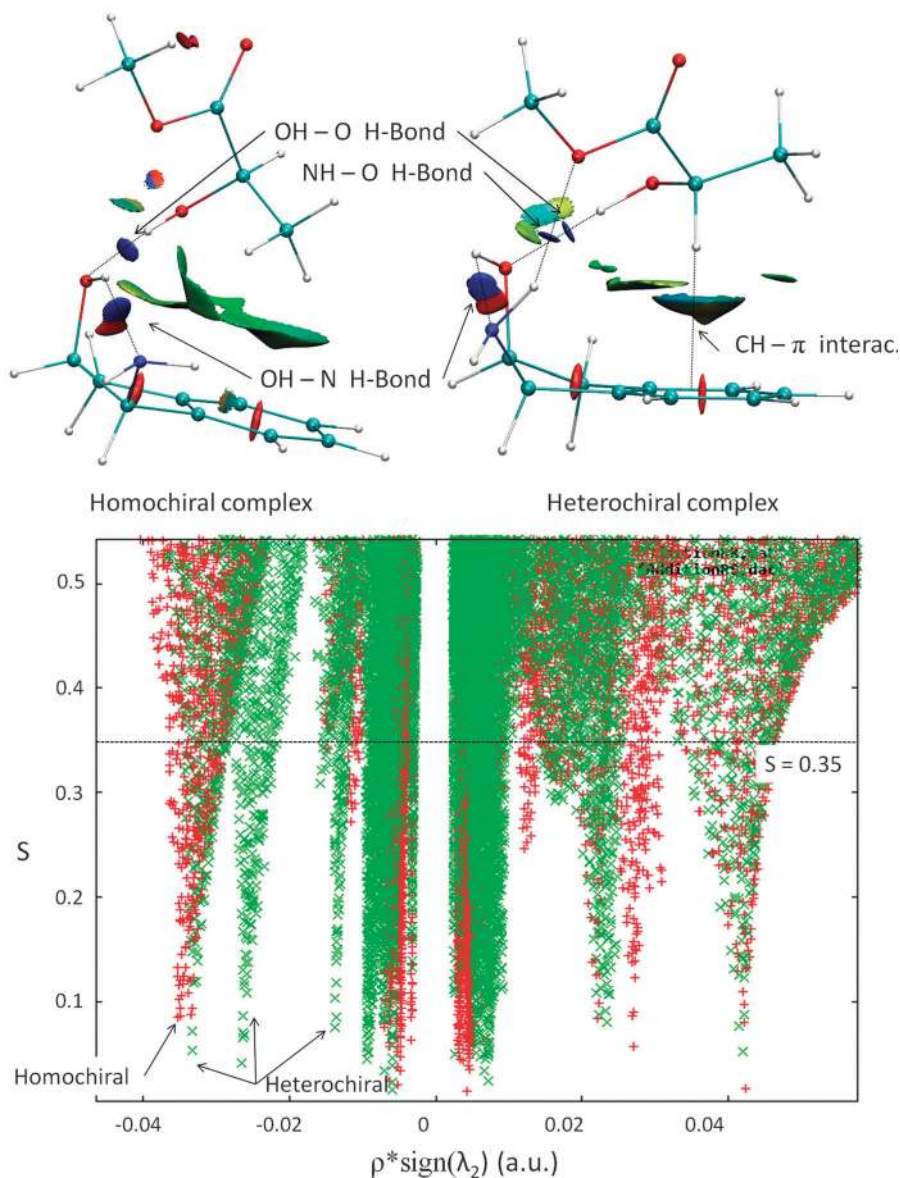 OH – O H-Bond
NH – O H-Bond
CH – π interac.
OH – N H-Bond
Homochiral complex
Heterochiral complex
0.5
0.4
S = 0.35
0.3
S
0.2
0.1
Homochiral
Heterochiral
-0.04 -0.02 0 0.02 0.04
ρ*sign(λ₂) (a.u.)